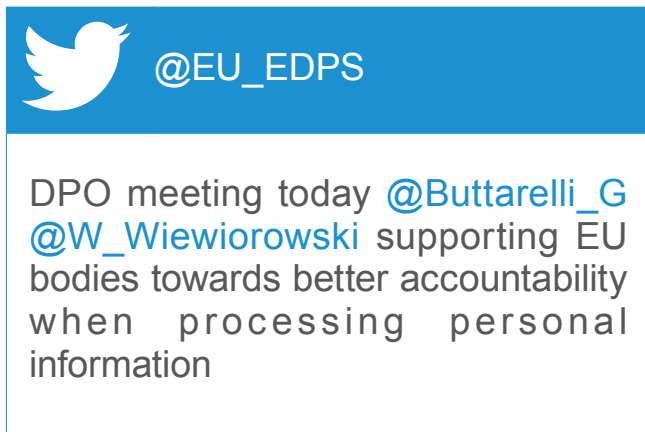 @EU_EDPS
DPO meeting today @Buttarelli_G
@W_Wiewiorowski supporting EU
bodies towards better accountability
when processing personal
information